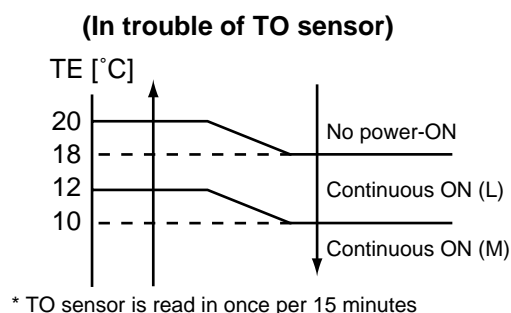 (In trouble of TO sensor)
TE [˚C]
20
18
12
10
No power-ON
Continuous ON (L)
Continuous ON (M)
* TO sensor is read in once per 15 minutes